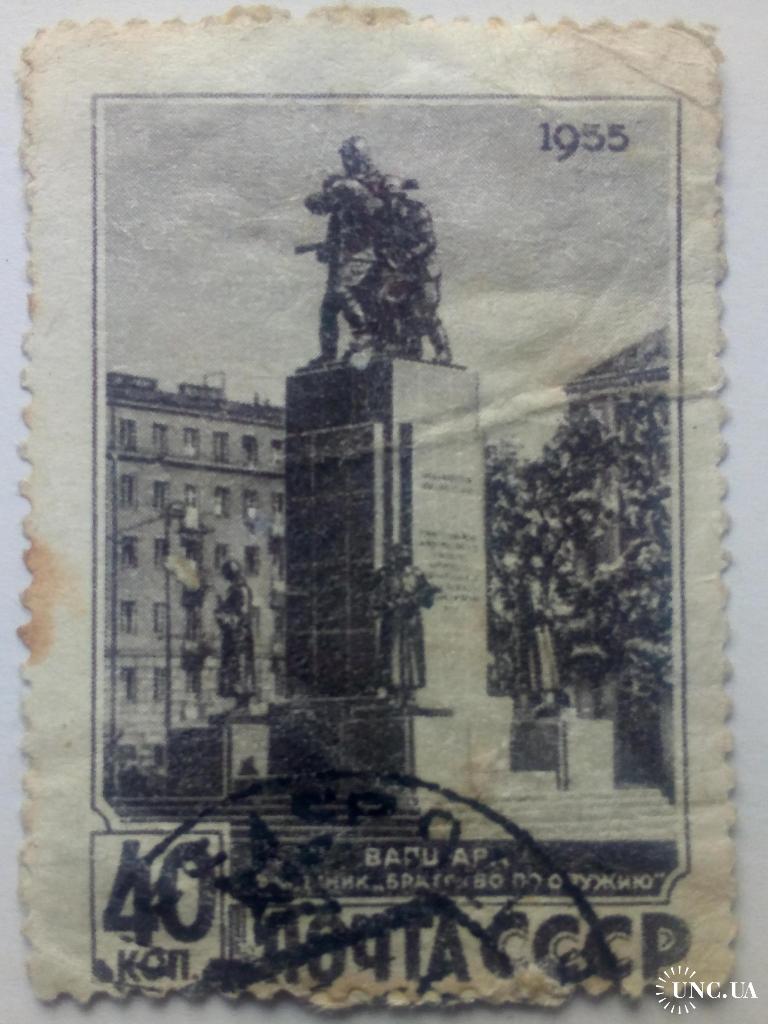 1955
ВАРШАВА.
ПАМЯТНИК „БРАТСТВО ПО ОРУЖИЮ"
40
КОП.
ПОЧТА СССР
UNC.UA